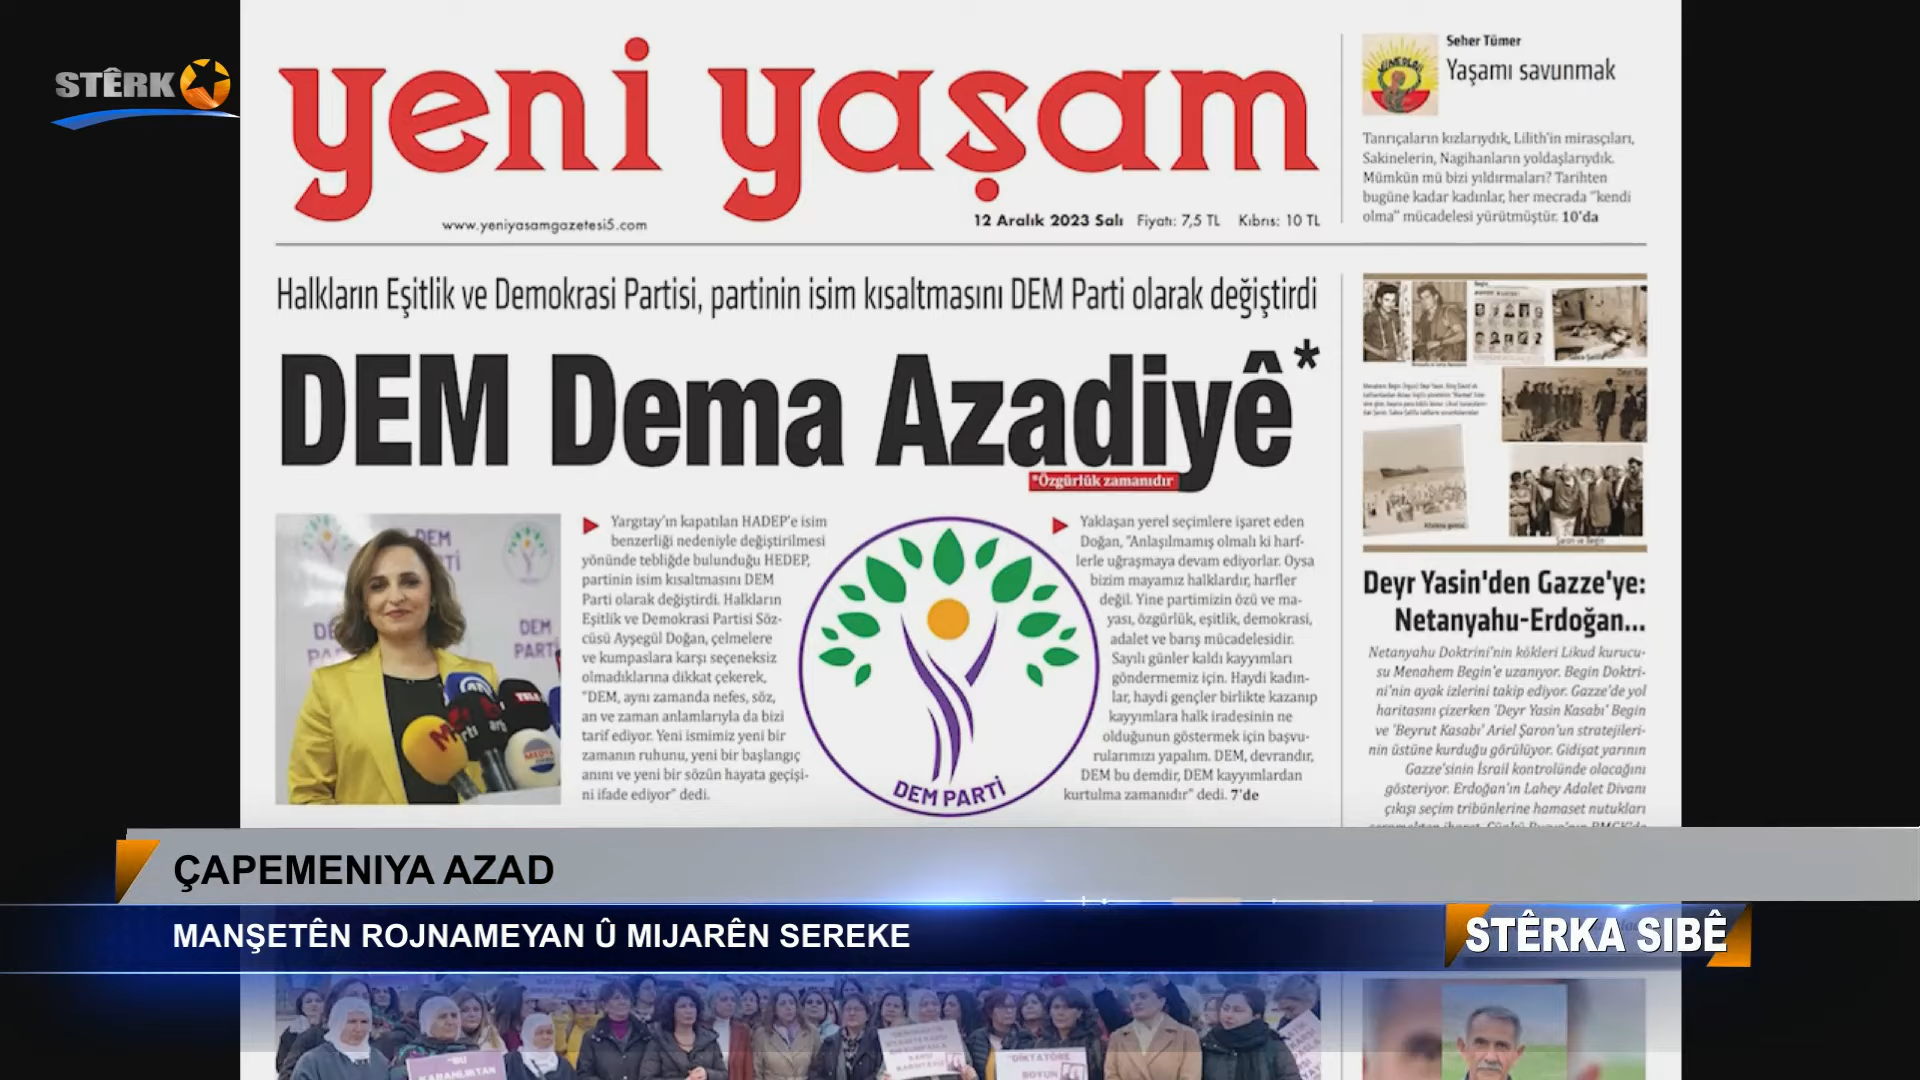 STÊRK
yeni yaşam
www.yeniyasamgazetesi5.com
12 Aralık 2023 Salı Fiyatı: 7,5 TL Kıbrıs: 10 TL
Seher Tümer
Yaşamı savunmak
Tanrıçaların kızlarıydık, Lilith'in mirasçıları,
Sakinelerin, Nagihanların yoldaşlarıydık.
Mümkün mü bizi yıldırmaları? Tarihten
bugüne kadar kadınlar, her mecrada "kendi
olma" mücadelesi yürütmüştür. 10'da
Halkların Eşitlik ve Demokrasi Partisi, partinin isim kısaltmasını DEM Parti olarak değiştirdi
DEM Dema Azadiyê*
*Özgürlük zamanıdır
DEM
PARTİ
DEM
PARTİ
Yargıtay'ın kapatılan HADEP'e isim
benzerliği nedeniyle değiştirilmesi
yönünde tebliğde bulunduğu HEDEP,
partinin isim kısaltmasını DEM
Parti olarak değiştirdi. Halkların
Eşitlik ve Demokrasi Partisi Söz-
cüsü Ayşegül Doğan, çelmelere
ve kumpaslara karşı seçeneksiz
olmadıklarına dikkat çekerek,
"DEM, aynı zamanda nefes, söz,
an ve zaman anlamlarıyla da bizi
tarif ediyor. Yeni ismimiz yeni bir
zamanın ruhunu, yeni bir başlangıç
anını ve yeni bir sözün hayata geçişi-
ni ifade ediyor" dedi.
DEM PARTİ
Yaklaşan yerel seçimlere işaret eden
Doğan, "Anlaşılmamış olmalı ki harf-
lerle uğraşmaya devam ediyorlar. Oysa
bizim mayamız halklardır, harfler
değil. Yine partimizin özü ve ma-
yası, özgürlük, eşitlik, demokrasi,
adalet ve barış mücadelesidir.
Sayılı günler kaldı kayyımları
göndermemiz için. Haydi kadın-
lar, haydi gençler birlikte kazanıp
kayyımlara halk iradesinin ne
olduğunun göstermek için başvu-
rularımızı yapalım. DEM, devrandır,
DEM bu demdir, DEM kayyımlardan
kurtulma zamanıdır" dedi. 7'de
Deyr Yasin'den Gazze'ye:
Netanyahu-Erdoğan...
Netanyahu Doktrini'nin kökleri Likud kurucu-
su Menahem Begin'e uzanıyor. Begin Doktri-
ni'nin ayak izlerini takip ediyor. Gazze'de yol
haritasını çizerken 'Deyr Yasin Kasabı' Begin
ve 'Beyrut Kasabı' Ariel Şaron'un stratejileri-
nin üstüne kurduğu görülüyor. Gidişat yarının
Gazze'sinin İsrail kontrolünde olacağını
gösteriyor. Erdoğan'ın Lahey Adalet Divanı
çıkışı seçim tribünlerine hamaset nutukları
ÇAPEMENIYA AZAD
MANŞETÊN ROJNAMEYAN Û MIJARÊN SEREKE
STÊRKA SIBÊ
"BU
KARANLIKTAN
"DİKTATÖRE
BOYUN